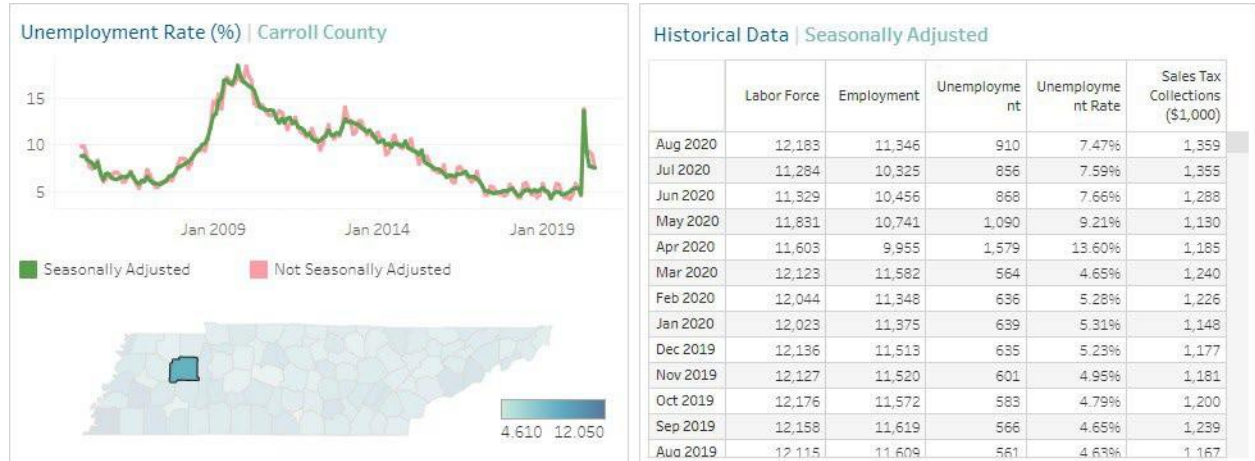 Unemployment Rate (%) | Carroll County
15
10
5
Jan 2009 Jan 2014 Jan 2019
Seasonally Adjusted Not Seasonally Adjusted
4.610 12.050
Historical Data | Seasonally Adjusted
Labor Force Employment Unemployme nt Unemployme nt Rate Sales Tax Collections ($1,000)
Aug 2020 12,183 11,346 910 7.47% 1,359
Jul 2020 11,284 10,325 856 7.59% 1,355
Jun 2020 11,329 10,456 868 7.66% 1,288
May 2020 11,831 10,741 1,090 9.21% 1,130
Apr 2020 11,603 9,955 1,579 13.60% 1,185
Mar 2020 12,123 11,582 564 4.65% 1,240
Feb 2020 12,044 11,348 636 5.28% 1,226
Jan 2020 12,023 11,375 639 5.31% 1,148
Dec 2019 12,136 11,513 635 5.23% 1,177
Nov 2019 12,127 11,520 601 4.95% 1,181
Oct 2019 12,176 11,572 583 4.79% 1,200
Sep 2019 12,158 11,619 566 4.65% 1,239
Aug 2019 12,115 11,609 561 4.63% 1,167